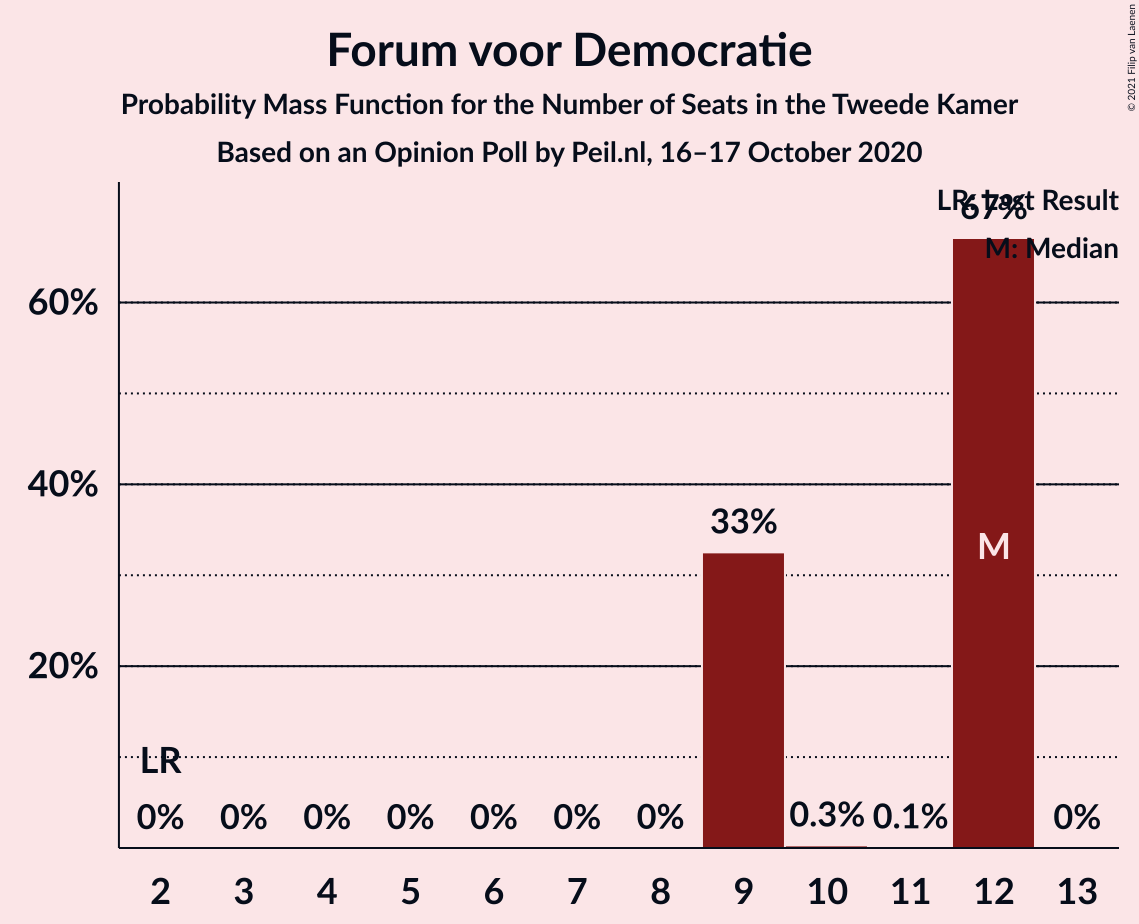 © 2021 Filip van Laenen
Forum voor Democratie
Probability Mass Function for the Number of Seats in the Tweede Kamer
Based on an Opinion Poll by Peil.nl, 16–17 October 2020
LR: Last Result
67%
M: Median
60%
40%
33%
M
20%
LR
0% 0% 0% 0% 0% 0% 0% 0.3% 0.1% 0%
2 3 4 5 6 7 8 9 10 11 12 13